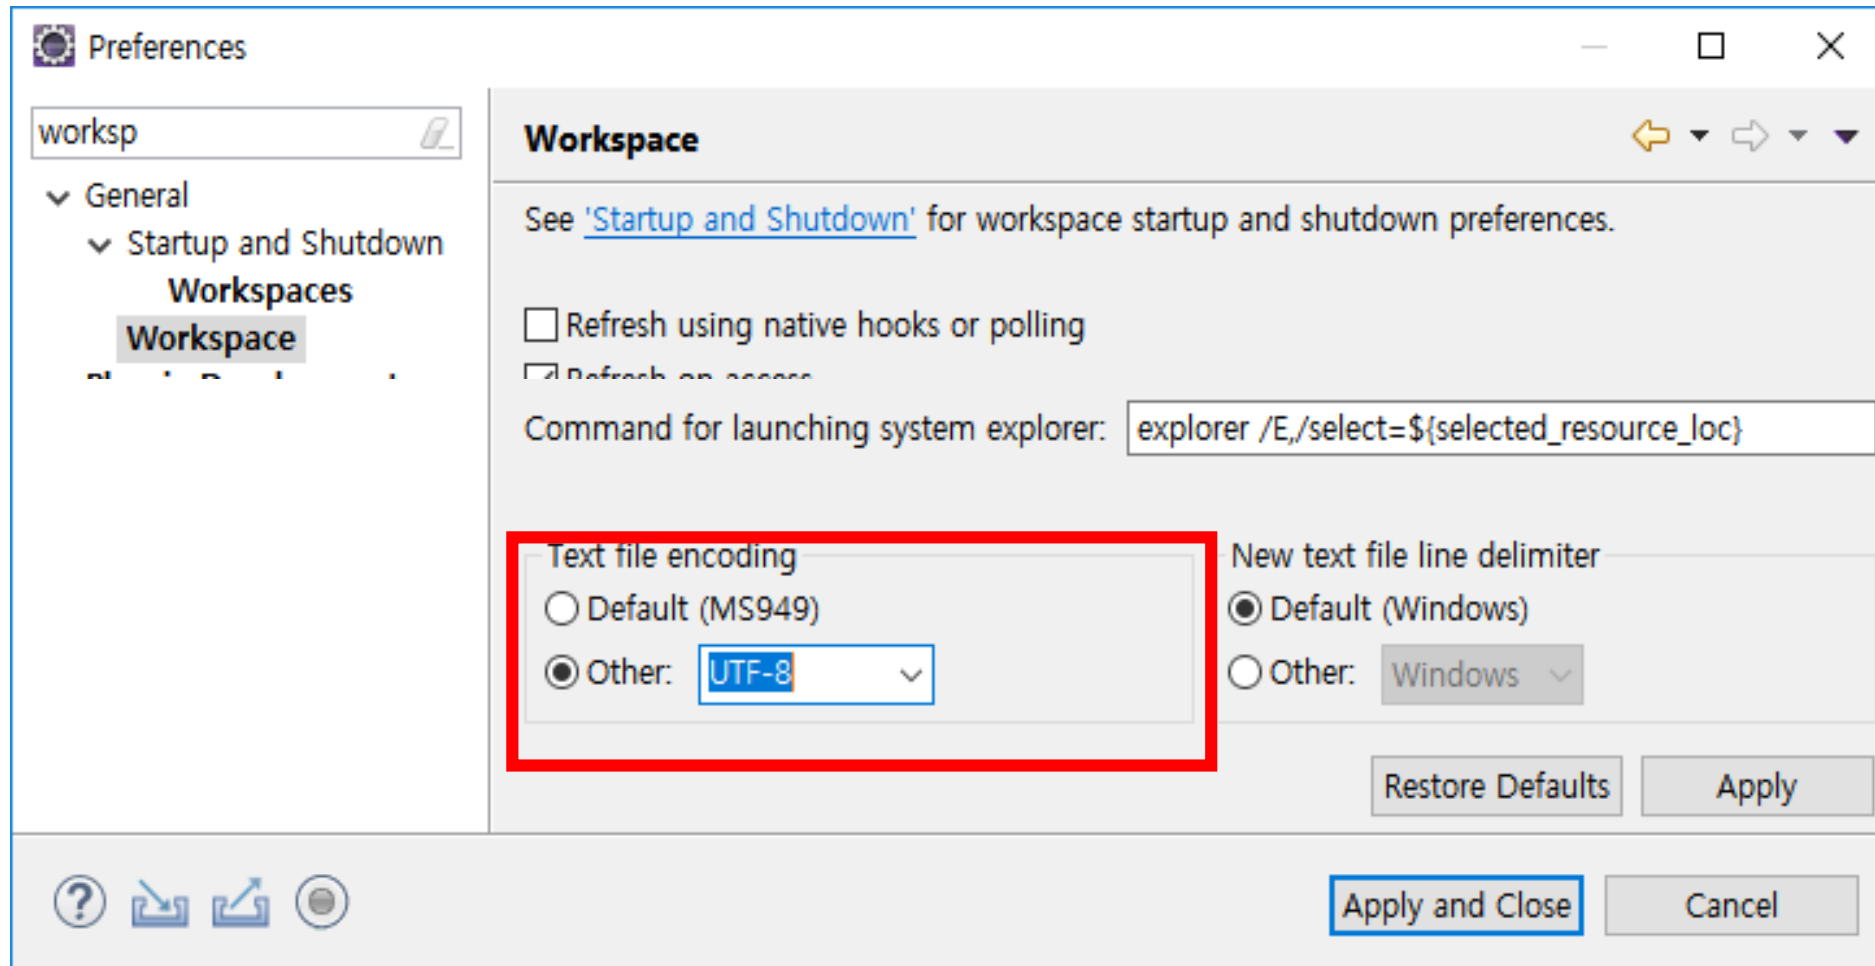 Preferences
worksp
General
Startup and Shutdown
Workspaces
Workspace
Workspace
See 'Startup and Shutdown' for workspace startup and shutdown preferences.
Refresh using native hooks or polling
Refresh on access
Command for launching system explorer: explorer /E,/select=${selected_resource_loc}
Text file encoding
Default (MS949)
Other: UTF-8
New text file line delimiter
Default (Windows)
Other: Windows
Restore Defaults Apply
Apply and Close Cancel